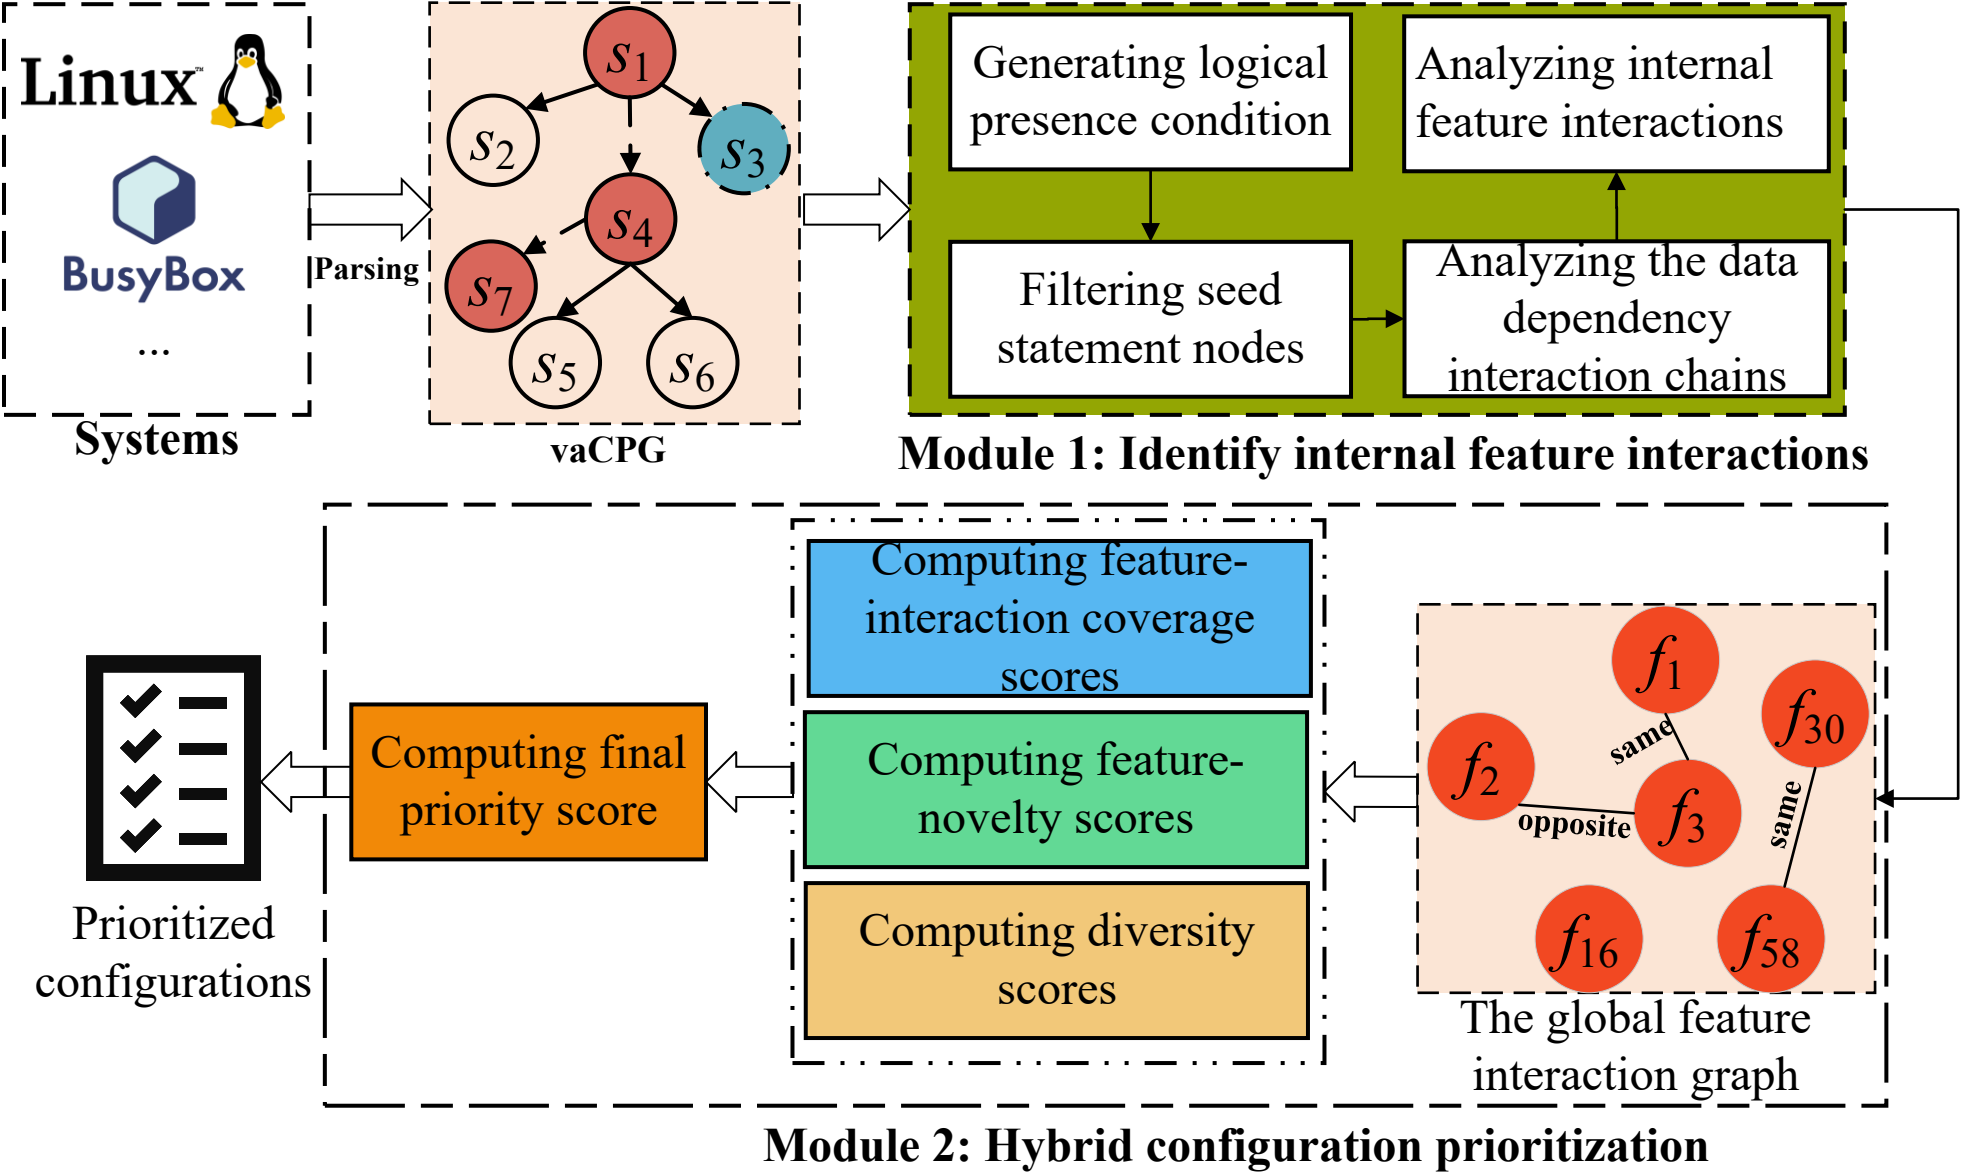 Linux™
BusyBox
...
Systems
Parsing
s1
s2
s3
s4
s7
s5
s6
vaCPG
Generating logical
presence condition
Filtering seed
statement nodes
Analyzing the data
dependency
interaction chains
Analyzing internal
feature interactions
Module 1: Identify internal feature interactions
f1
f30
same
f2
f3
opposite
same
f16
f58
The global feature
interaction graph
Computing feature-
interaction coverage
scores
Computing feature-
novelty scores
Computing diversity
scores
Computing final
priority score
Prioritized
configurations
Module 2: Hybrid configuration prioritization